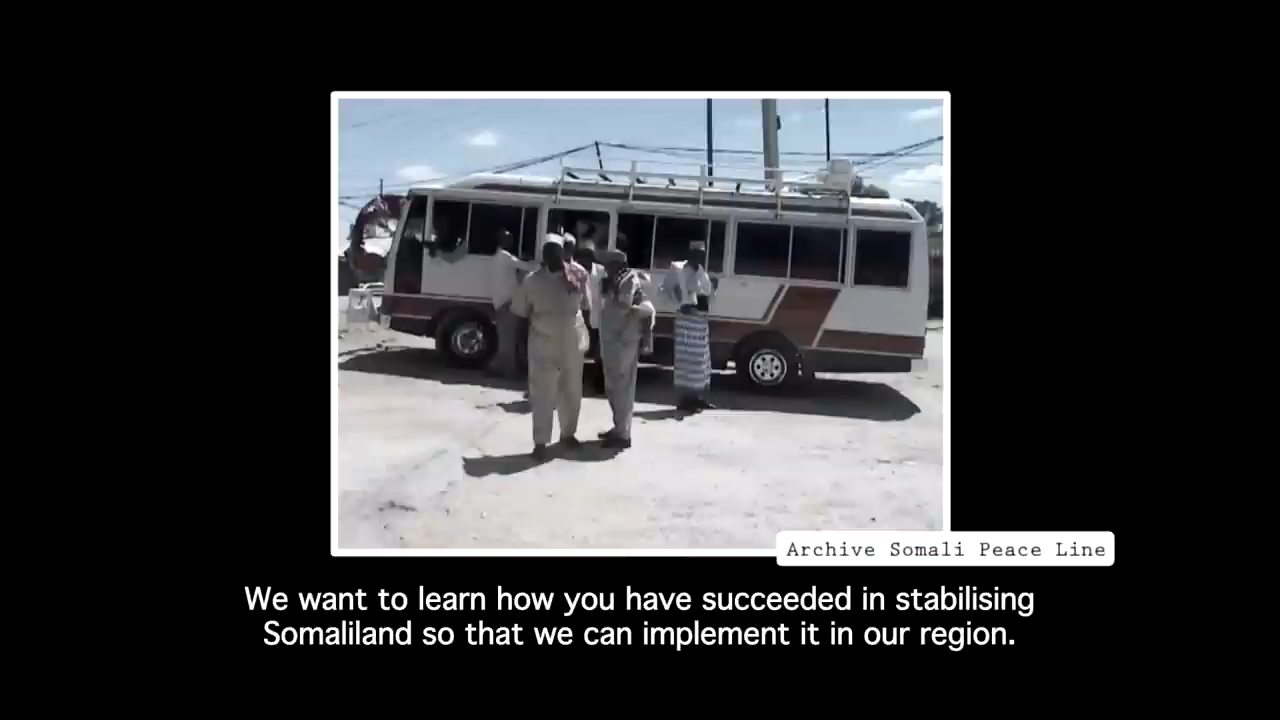 Archive Somali Peace Line
We want to learn how you have succeeded in stabilising
Somaliland so that we can implement it in our region.